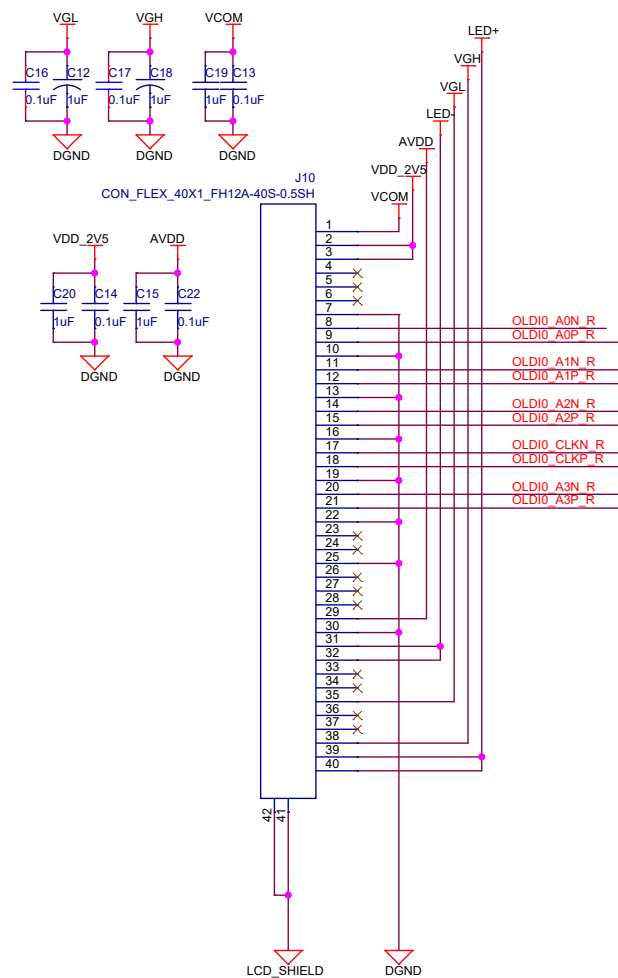 LED+
VGL VGH VCOM
VGH
VGL
C16 C12 C17 C18 C19 C13
0.1uF 1uF 0.1uF 1uF 1uF 0.1uF
LED-
AVDD
DGND DGND DGND
VDD_2V5
J10
CON_FLEX_40X1_FH12A-40S-0.5SH
VCOM
1
VDD_2V5 AVDD
2
3
4
C20 C14 C15 C22
5
6
1uF 0.1uF 1uF 0.1uF
7
8 OLDI0_A0N_R
9 OLDI0_A0P_R
DGND DGND
10
11 OLDI0_A1N_R
12 OLDI0_A1P_R
13
14 OLDI0_A2N_R
15 OLDI0_A2P_R
16
17 OLDI0_CLKN_R
18 OLDI0_CLKP_R
19
20 OLDI0_A3N_R
21 OLDI0_A3P_R
22
23
24
25
26
27
28
29
30
31
32
33
34
35
36
37
38
39
40
42 41
LCD_SHIELD DGND